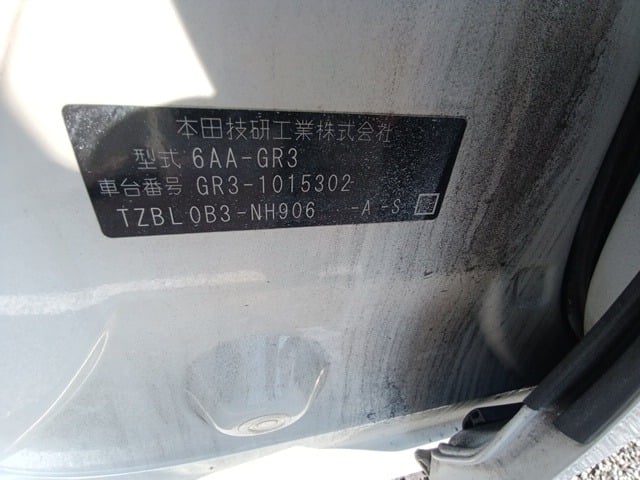 本田技研工業株式会社
型式 6AA-GR3
車台番号 GR3-1015302
TZBL0B3-NH906 -A -S